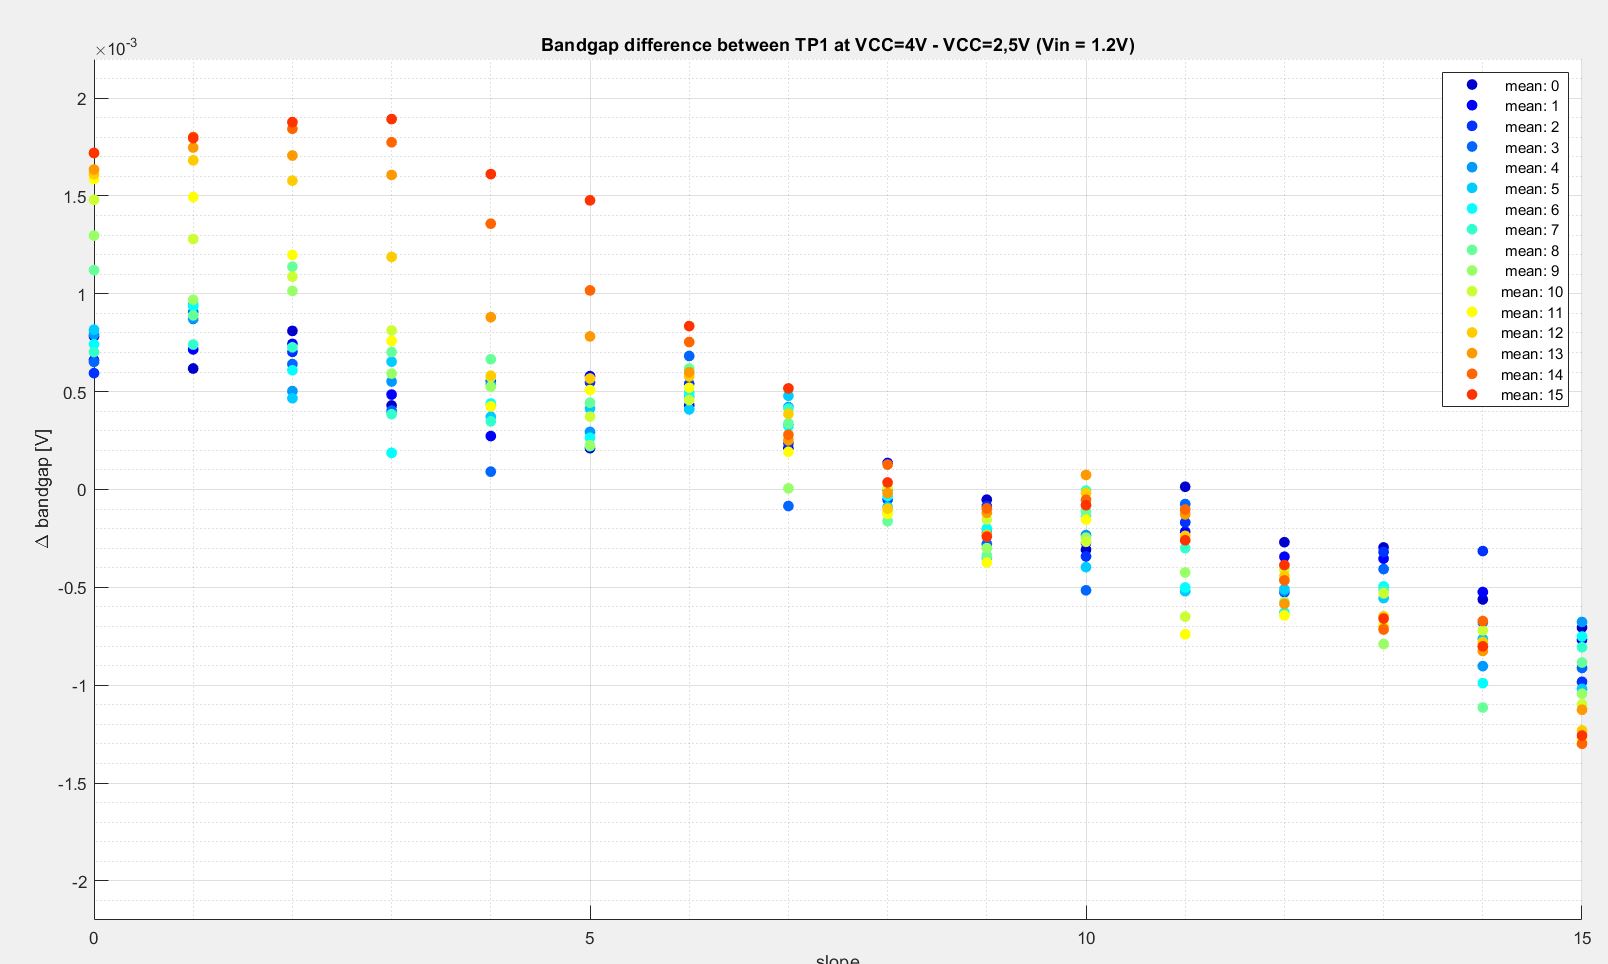 Bandgap difference between TP1 at VCC=4V - VCC=2,5V (Vin = 1.2V)
×10-3
2
1.5
1
0.5
0
-0.5
-1
-1.5
-2
Δ bandgap [V]
0
5
10
15
slope
mean: 0
mean: 1
mean: 2
mean: 3
mean: 4
mean: 5
mean: 6
mean: 7
mean: 8
mean: 9
mean: 10
mean: 11
mean: 12
mean: 13
mean: 14
mean: 15